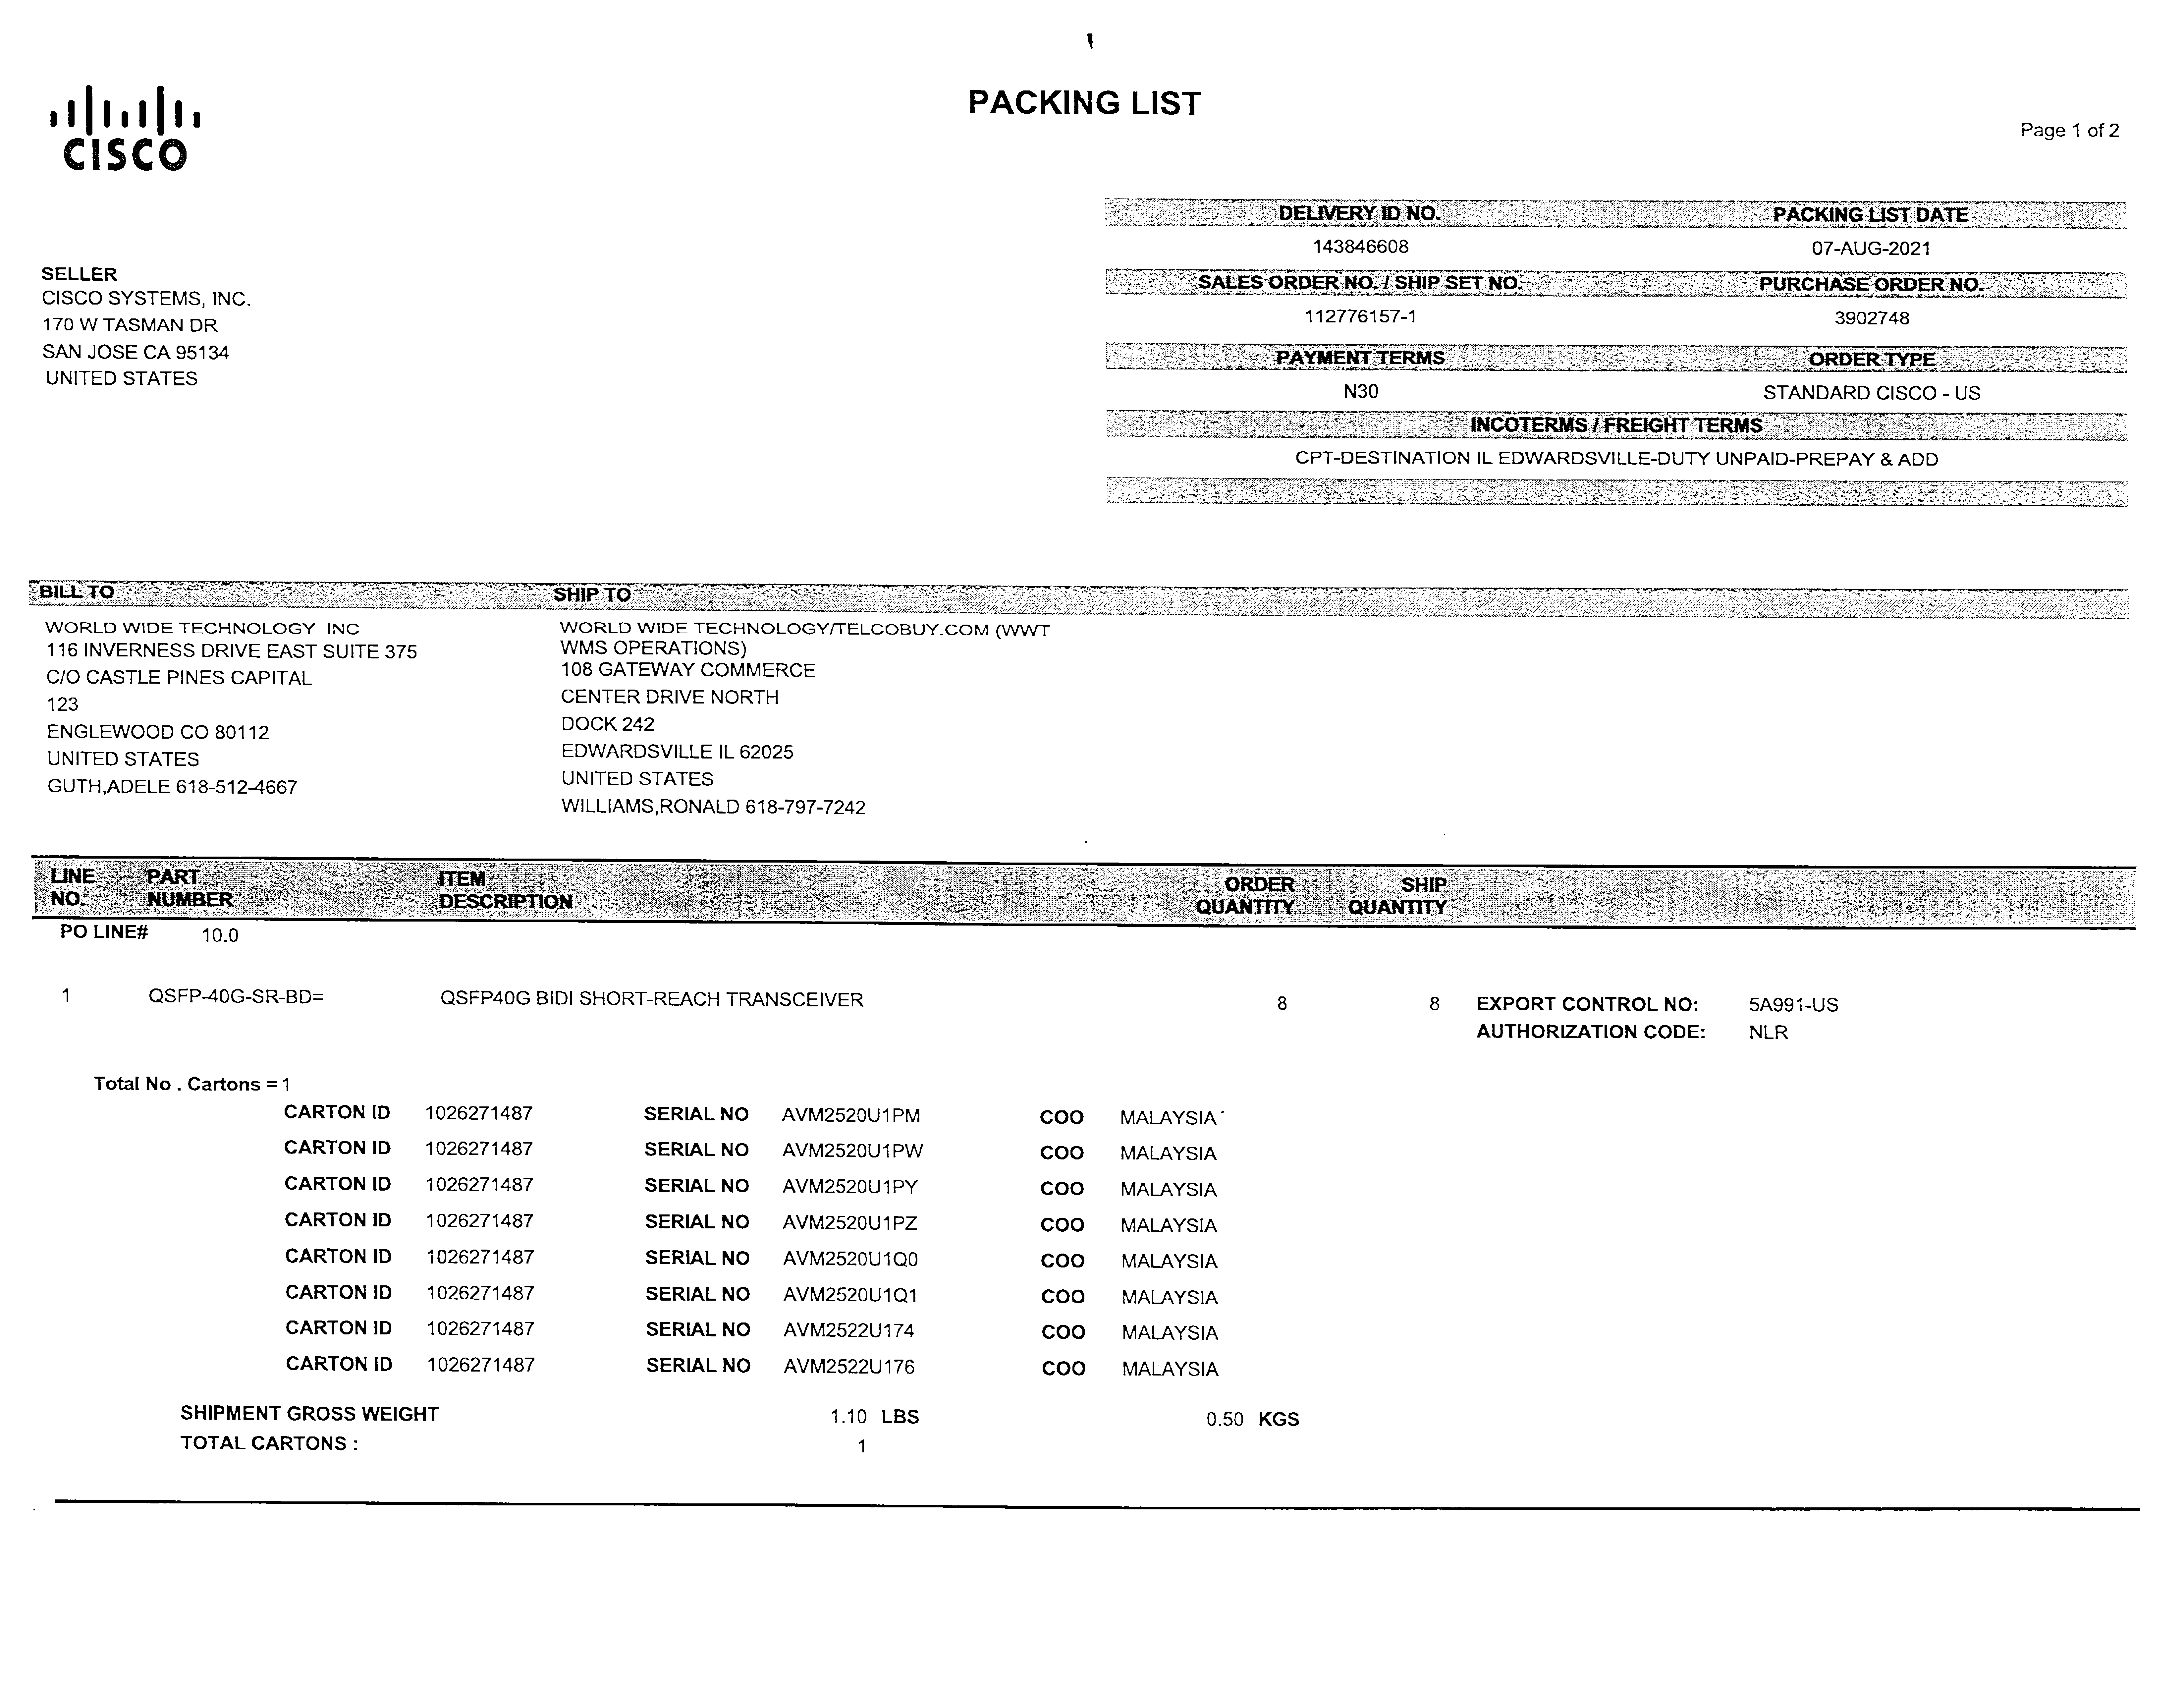 PACKING LIST
CISCO
Page 1 of 2
DELIVERY ID NO. PACKING LIST DATE
143846608 07-AUG-2021
SALES ORDER NO. / SHIP SET NO. PURCHASE ORDER NO.
112776157-1 3902748
PAYMENT TERMS ORDER TYPE
N30 STANDARD CISCO - US
INCOTERMS / FREIGHT TERMS
CPT-DESTINATION IL EDWARDSVILLE-DUTY UNPAID-PREPAY & ADD
SELLER
CISCO SYSTEMS, INC.
170 W TASMAN DR
SAN JOSE CA 95134
UNITED STATES
BILL TO
WORLD WIDE TECHNOLOGY INC
116 INVERNESS DRIVE EAST SUITE 375
C/O CASTLE PINES CAPITAL
123
ENGLEWOOD CO 80112
UNITED STATES
GUTH,ADELE 618-512-4667
SHIP TO
WORLD WIDE TECHNOLOGY/TELCOBUY.COM (WWT
WMS OPERATIONS)
108 GATEWAY COMMERCE
CENTER DRIVE NORTH
DOCK 242
EDWARDSVILLE IL 62025
UNITED STATES
WILLIAMS,RONALD 618-797-7242
LINE PART ITEM ORDER SHIP
NO. NUMBER DESCRIPTION QUANTITY QUANTITY
PO LINE# 10.0
1 QSFP-40G-SR-BD= QSFP40G BIDI SHORT-REACH TRANSCEIVER 8 8 EXPORT CONTROL NO: 5A991-US
AUTHORIZATION CODE: NLR
Total No . Cartons = 1
CARTON ID 1026271487 SERIAL NO AVM2520U1PM COO MALAYSIA
CARTON ID 1026271487 SERIAL NO AVM2520U1PW COO MALAYSIA
CARTON ID 1026271487 SERIAL NO AVM2520U1PY COO MALAYSIA
CARTON ID 1026271487 SERIAL NO AVM2520U1PZ COO MALAYSIA
CARTON ID 1026271487 SERIAL NO AVM2520U1Q0 COO MALAYSIA
CARTON ID 1026271487 SERIAL NO AVM2520U1Q1 COO MALAYSIA
CARTON ID 1026271487 SERIAL NO AVM2522U174 COO MALAYSIA
CARTON ID 1026271487 SERIAL NO AVM2522U176 COO MALAYSIA
SHIPMENT GROSS WEIGHT 1.10 LBS 0.50 KGS
TOTAL CARTONS : 1